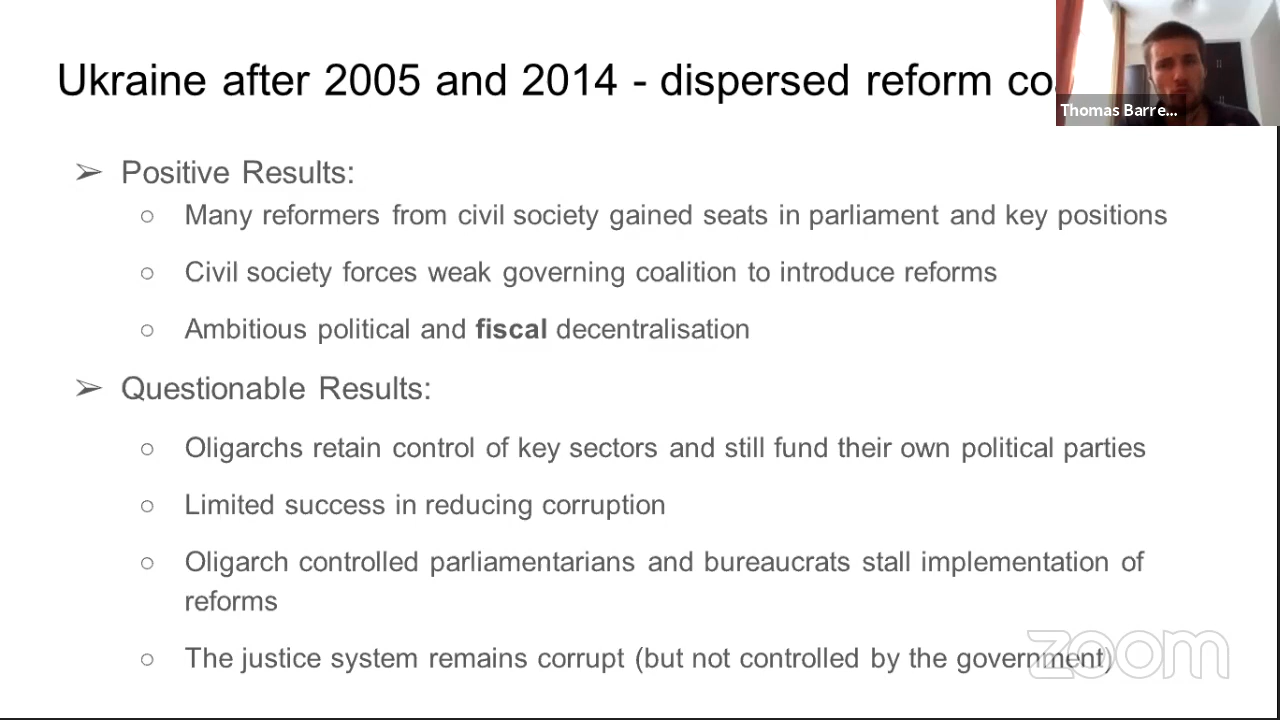 Ukraine after 2005 and 2014 - dispersed reform
Thomas Barre...
➢ Positive Results:
○ Many reformers from civil society gained seats in parliament and key positions
○ Civil society forces weak governing coalition to introduce reforms
○ Ambitious political and fiscal decentralisation
➢ Questionable Results:
○ Oligarchs retain control of key sectors and still fund their own political parties
○ Limited success in reducing corruption
○ Oligarch controlled parliamentarians and bureaucrats stall implementation of
reforms
○ The justice system remains corrupt (but not controlled by the government)
zoom